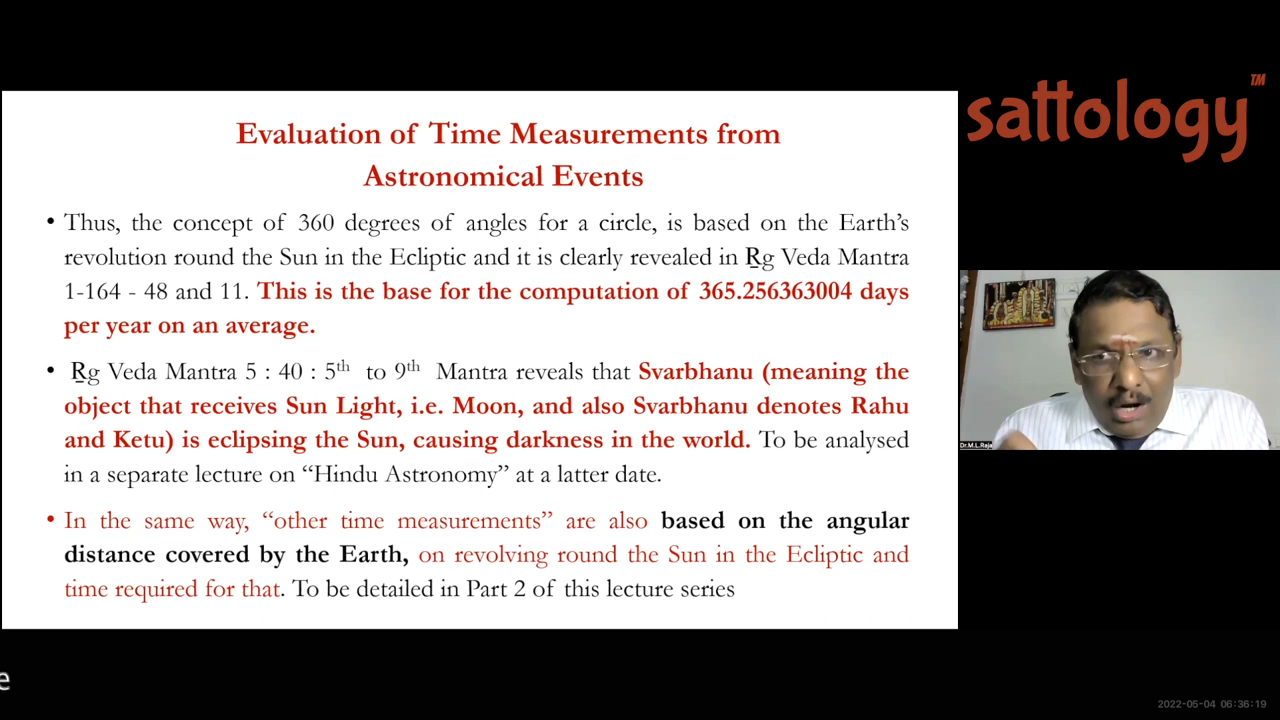 Evaluation of Time Measurements from
Astronomical Events
• Thus, the concept of 360 degrees of angles for a circle, is based on the Earth’s
revolution round the Sun in the Ecliptic and it is clearly revealed in Ṟg Veda Mantra
1-164 - 48 and 11. This is the base for the computation of 365.256363004 days
per year on an average.
• Ṟg Veda Mantra 5 : 40 : 5th to 9th Mantra reveals that Svarbhanu (meaning the
object that receives Sun Light, i.e. Moon, and also Svarbhanu denotes Rahu
and Ketu) is eclipsing the Sun, causing darkness in the world. To be analysed
in a separate lecture on “Hindu Astronomy” at a latter date.
• In the same way, “other time measurements” are also based on the angular
distance covered by the Earth, on revolving round the Sun in the Ecliptic and
time required for that. To be detailed in Part 2 of this lecture series
sattology™
Dr.M.L.Raja
e
2022-05-04 06:36:19